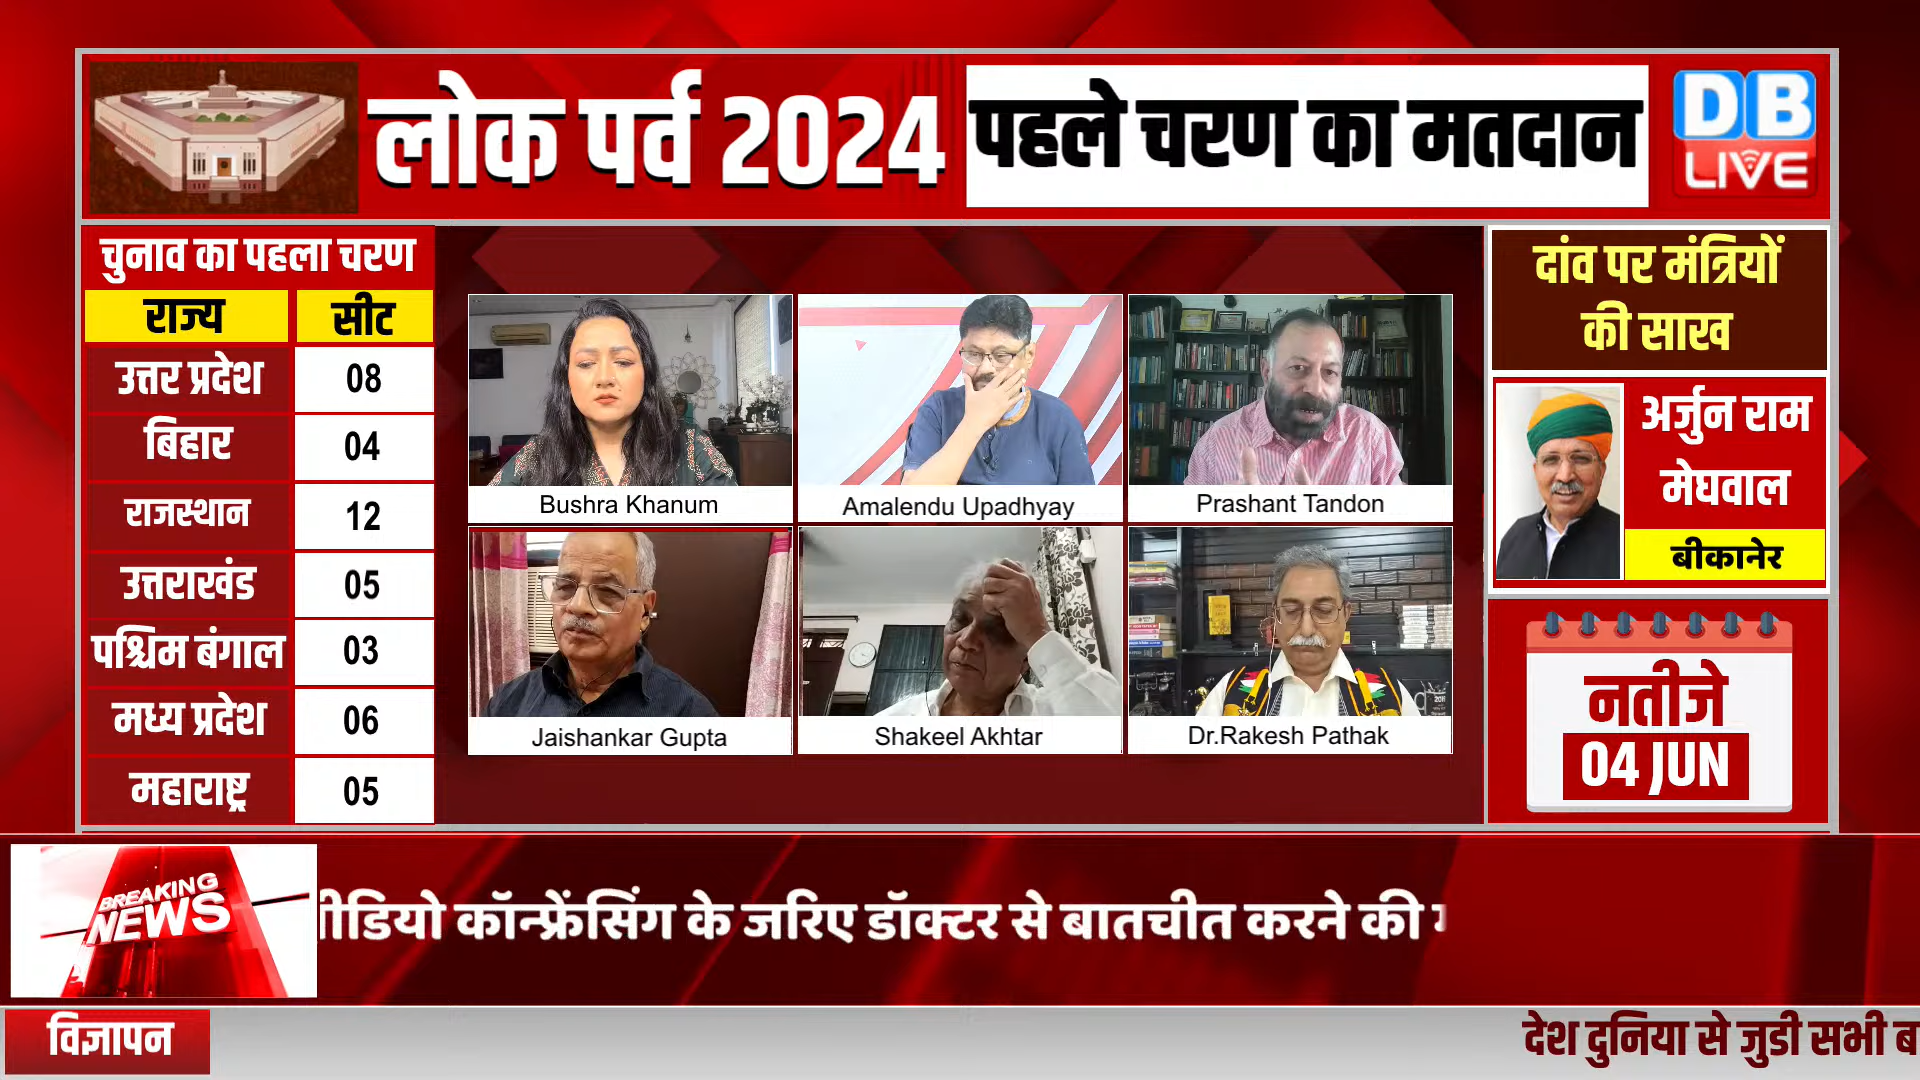 लोक पर्व 2024
पहले चरण का मतदान
DB
LIVE
चुनाव का पहला चरण
राज्य सीट
उत्तर प्रदेश 08
बिहार 04
राजस्थान 12
उत्तराखंड 05
पश्चिम बंगाल 03
मध्य प्रदेश 06
महाराष्ट्र 05
Bushra Khanum
Amalendu Upadhyay
Prashant Tandon
Jaishankar Gupta
Shakeel Akhtar
Dr.Rakesh Pathak
दांव पर मंत्रियों
की साख
अर्जुन राम
मेघवाल
बीकानेर
नतीजे
04 JUN
BREAKING
NEWS
कॉन्फ्रेंसिंग के जरिए डॉक्टर से बातचीत करने की
विज्ञापन
देश दुनिया से जुडी सभी